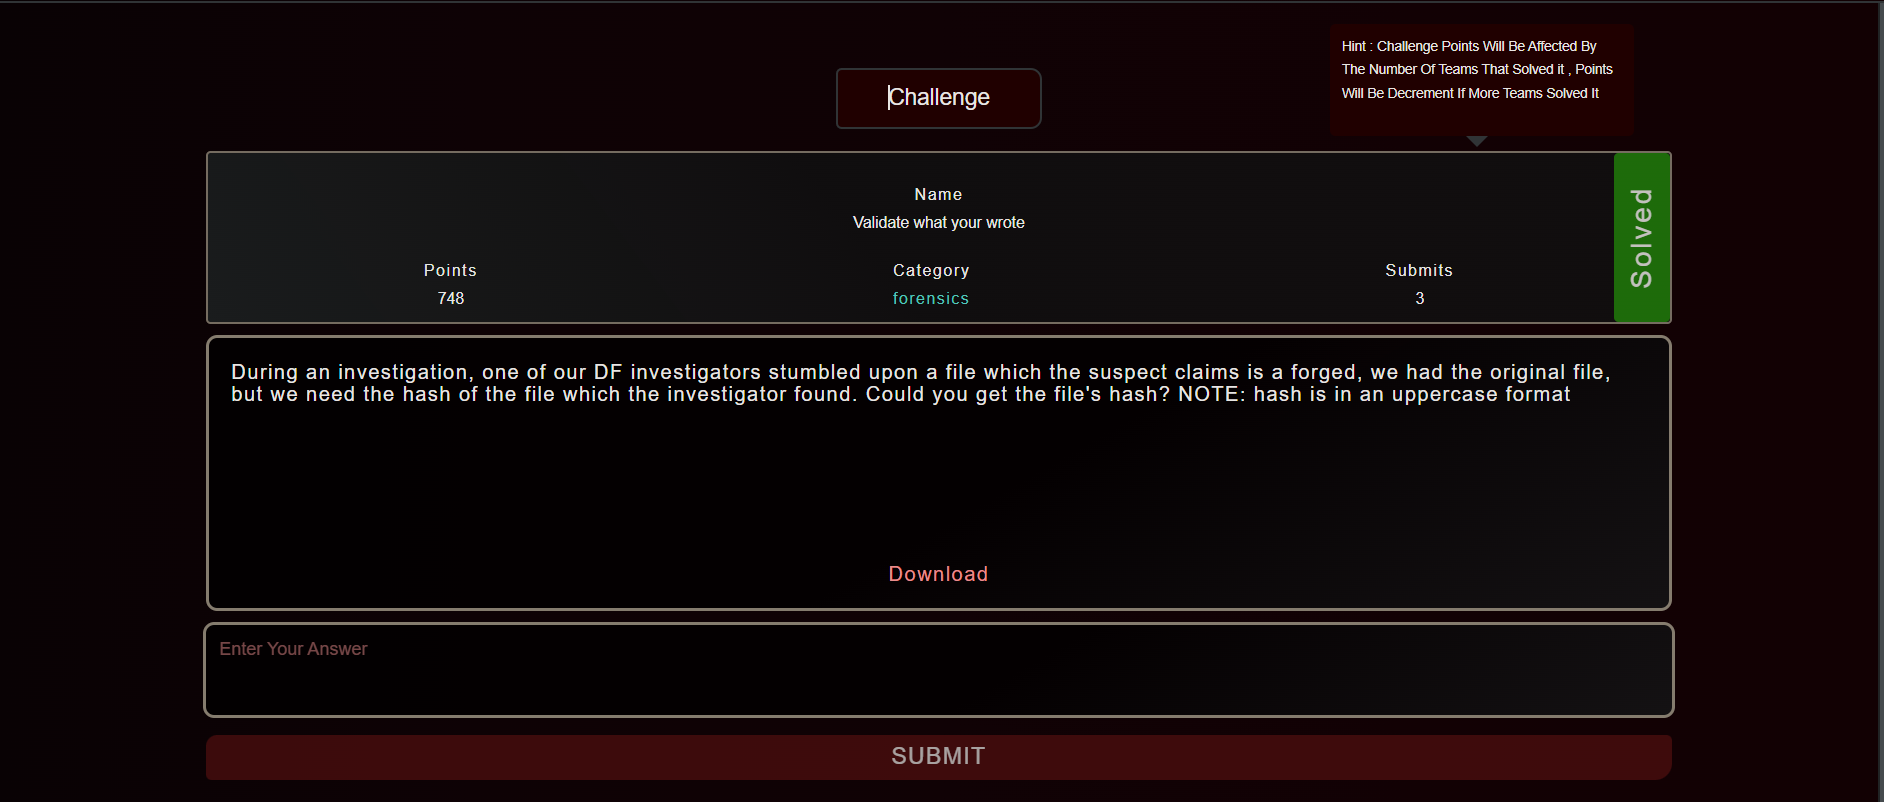 Hint : Challenge Points Will Be Affected By
The Number Of Teams That Solved it , Points
Will Be Decrement If More Teams Solved It
Challenge
Name
Validate what your wrote
Points
748
Category
forensics
Submits
3
Solved
During an investigation, one of our DF investigators stumbled upon a file which the suspect claims is a forged, we had the original file,
but we need the hash of the file which the investigator found. Could you get the file's hash? NOTE: hash is in an uppercase format
Download
Enter Your Answer
SUBMIT